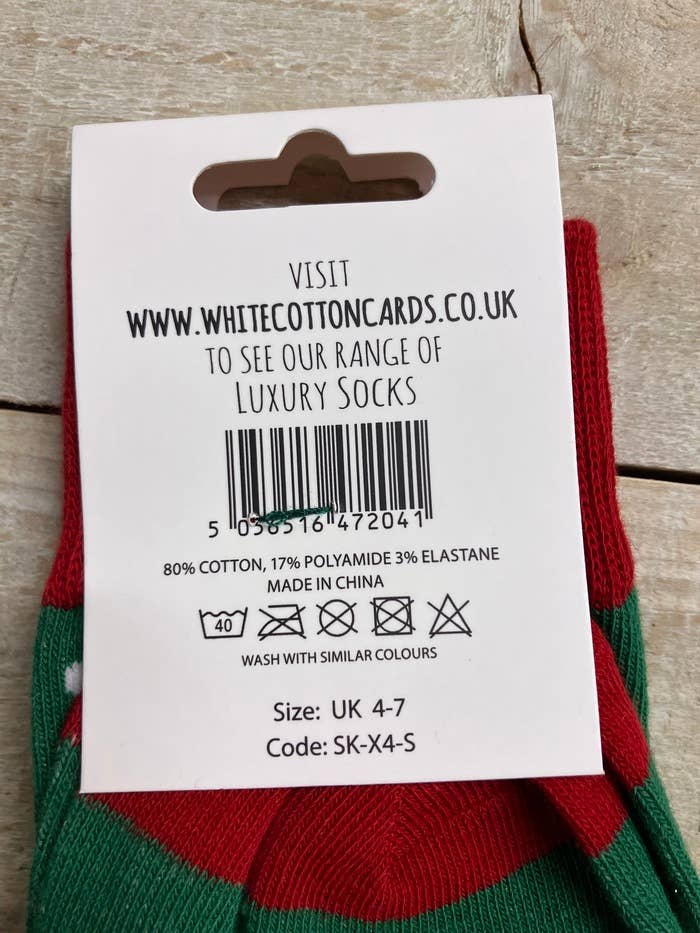 VISIT
WWW.WHITECOTTONCARDS.CO.UK
TO SEE OUR RANGE OF
LUXURY SOCKS
5 056516 472041
80% COTTON, 17% POLYAMIDE 3% ELASTANE
MADE IN CHINA
40
WASH WITH SIMILAR COLOURS
Size: UK 4-7
Code: SK-X4-S